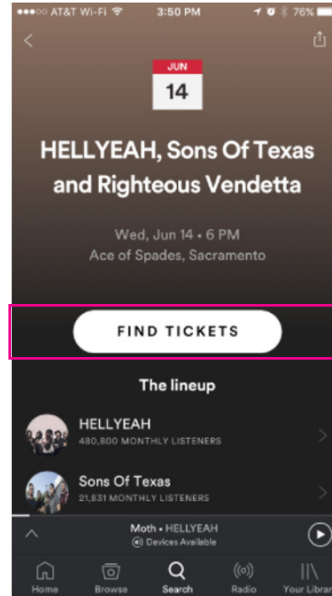 AT&T Wi-Fi 3:50 PM 76%
JUN
14
HELLYEAH, Sons Of Texas
and Righteous Vendetta
Wed, Jun 14 • 6 PM
Ace of Spades, Sacramento
FIND TICKETS
The lineup
HELLYEAH
480,800 MONTHLY LISTENERS
Sons Of Texas
21,831 MONTHLY LISTENERS
Moth • HELLYEAH
Devices Available
Home Browse Search Radio Your Librar